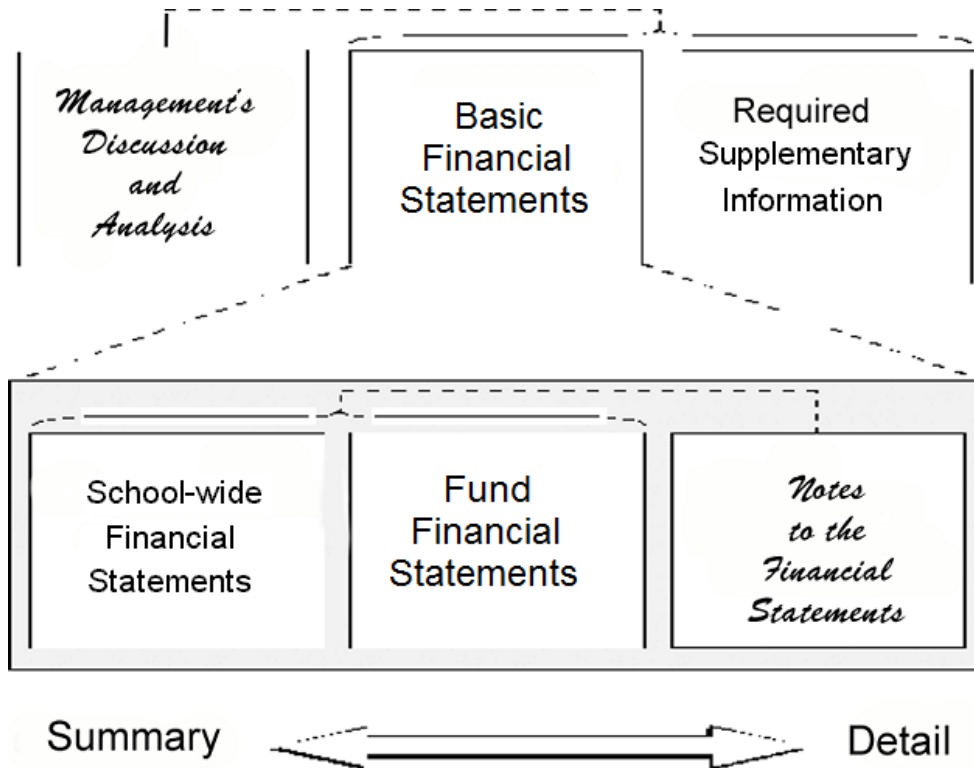 Management's
Discussion
and
Analysis
Basic
Financial
Statements
Required
Supplementary
Information
School-wide
Financial
Statements
Fund
Financial
Statements
Notes
to the
Financial
Statements
Summary
Detail